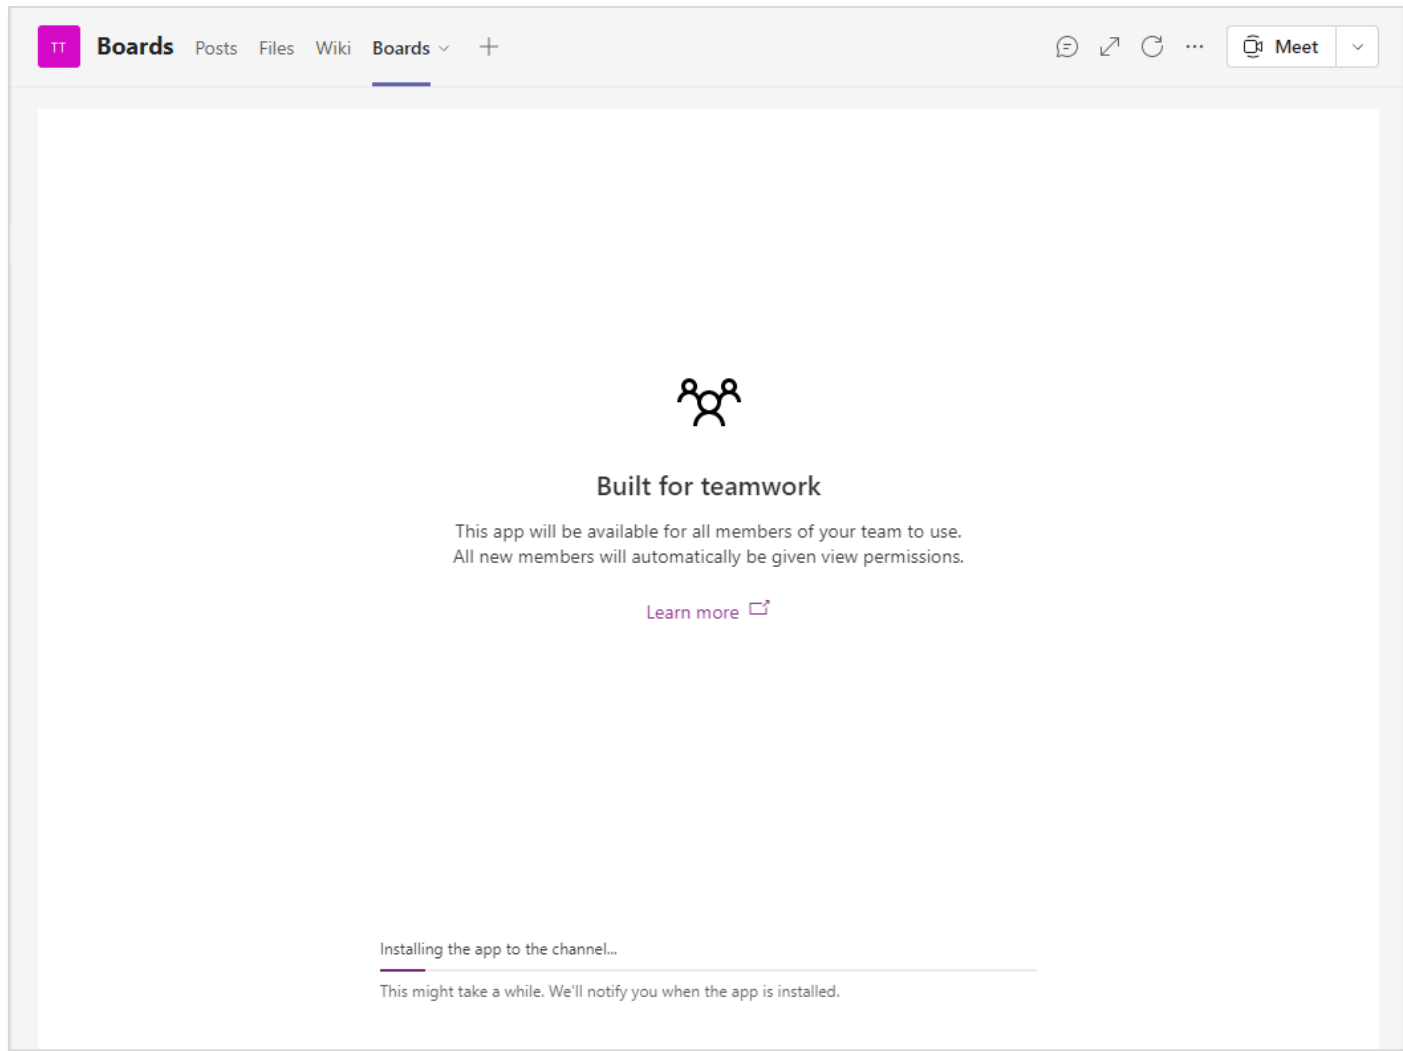 TT Boards Posts Files Wiki Boards Meet
Built for teamwork
This app will be available for all members of your team to use.
All new members will automatically be given view permissions.
Learn more
Installing the app to the channel...
This might take a while. We'll notify you when the app is installed.